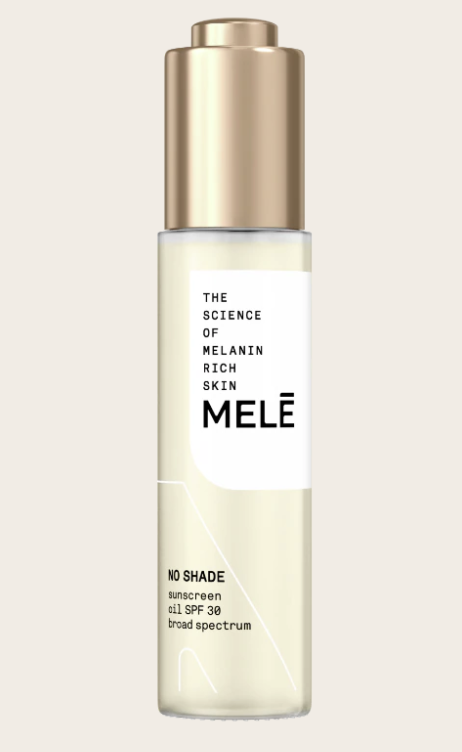 THE
SCIENCE
OF
MELANIN
RICH
SKIN
MELĒ
NO SHADE
sunscreen
oil SPF 30
broad spectrum